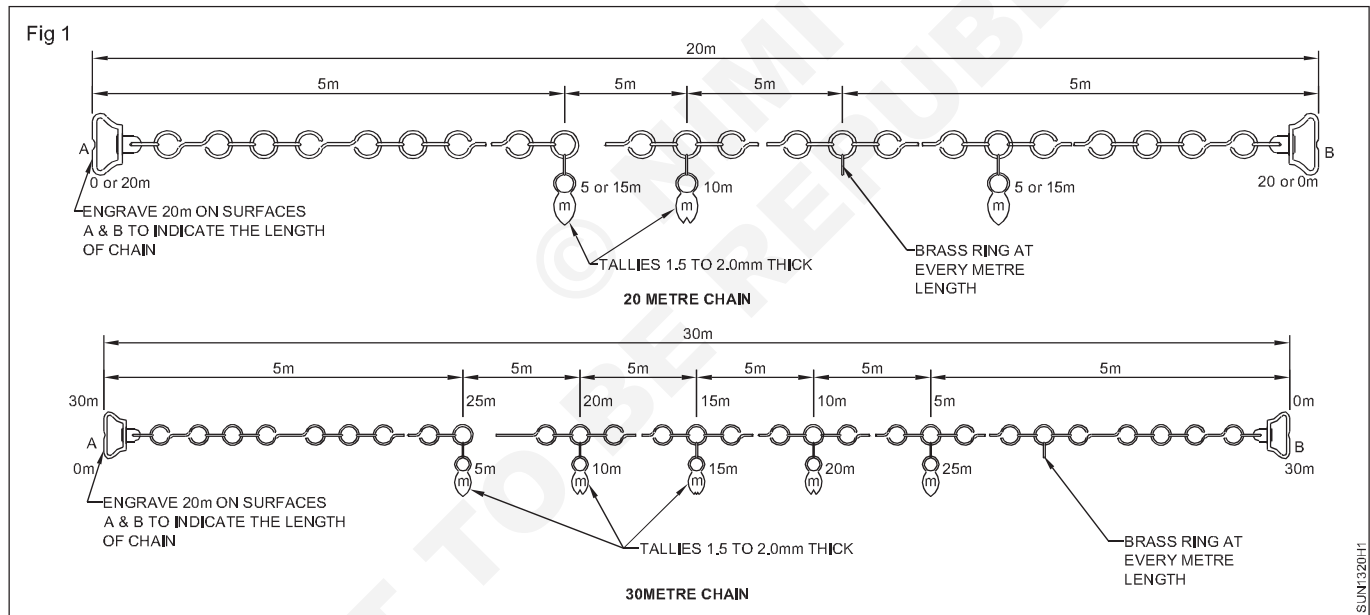 Fig 1
20m
5m 5m 5m 5m
A B
0 or 20m 5 or 15m 10m 5 or 15m 20 or 0m
m m m
ENGRAVE 20m ON SURFACES
A & B TO INDICATE THE LENGTH
OF CHAIN
TALLIES 1.5 TO 2.0mm THICK
BRASS RING AT
EVERY METRE
LENGTH
20 METRE CHAIN
30m
5m 5m 5m 5m 5m 5m
30m 25m 20m 15m 10m 5m 0m
A B
0m 5m 10m 15m 20m 25m 30m
m m m m m
ENGRAVE 20m ON SURFACES
A & B TO INDICATE THE LENGTH
OF CHAIN
TALLIES 1.5 TO 2.0mm THICK
BRASS RING AT
EVERY METRE
LENGTH
30METRE CHAIN
SUN1320H1
© NIMI
T TO BE REPUBL